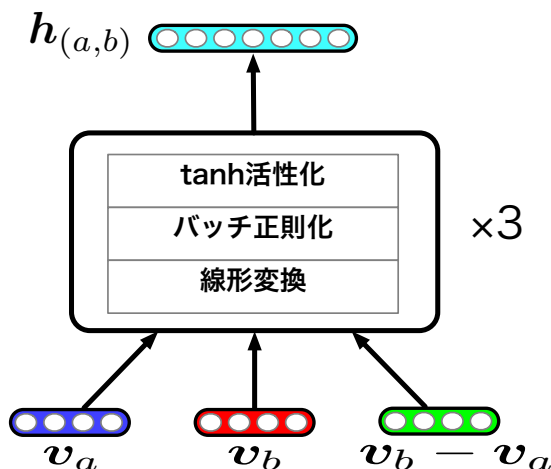 h(a,b)
tanh活性化
バッチ正則化
×3
線形変換
v_a
v_b
v_b − v_a